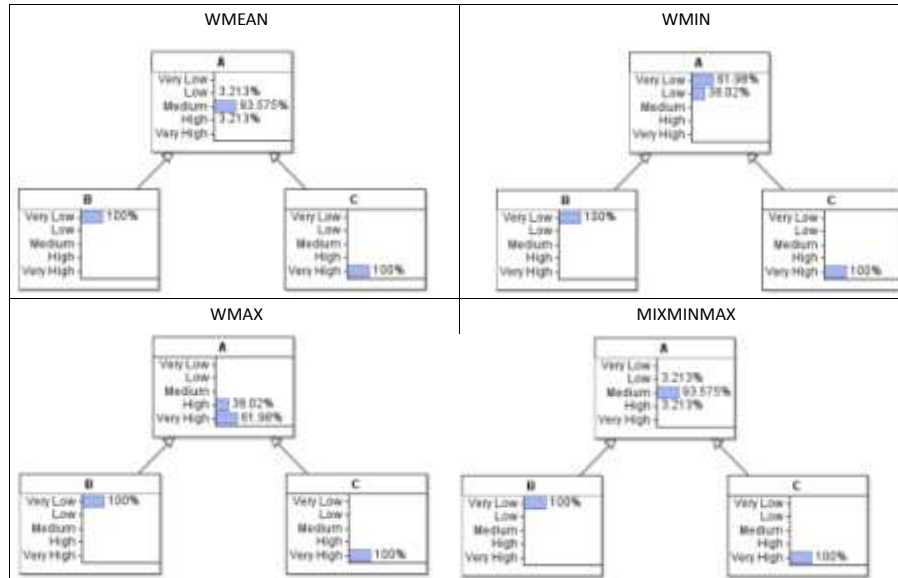 WMEAN
A
Very Low
Low 3.213%
Medium 93.575%
High 3.213%
Very High
B
Very Low 100%
Low
Medium
High
Very High
C
Very Low
Low
Medium
High
Very High 100%
WMIN
A
Very Low 61.98%
Low 38.02%
Medium
High
Very High
B
Very Low 100%
Low
Medium
High
Very High
C
Very Low
Low
Medium
High
Very High 100%
WMAX
A
Very Low
Low
Medium
High 38.02%
Very High 61.98%
B
Very Low 100%
Low
Medium
High
Very High
C
Very Low
Low
Medium
High
Very High 100%
MIXMINMAX
A
Very Low
Low 3.213%
Medium 93.575%
High 3.213%
Very High
B
Very Low 100%
Low
Medium
High
Very High
C
Very Low
Low
Medium
High
Very High 100%